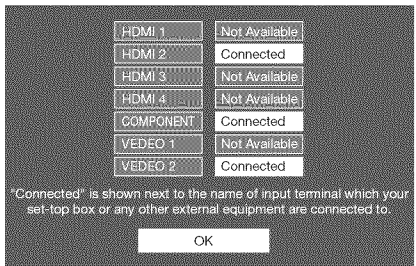 HDMI 1 Not Available
HDMI 2 Connected
HDMI 3 Not Available
HDMI 4 Not Available
COMPONENT Connected
VEDEO 1 Not Available
VEDEO 2 Connected
"Connected" is shown next to the name of input terminal which your
set-top box or any other external equipment are connected to.
OK